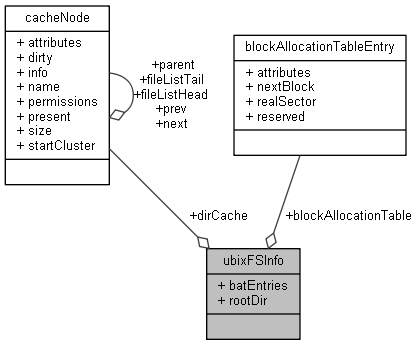 cacheNode
+ attributes
+ dirty
+ info
+ name
+ permissions
+ present
+ size
+ startCluster
+parent
+fileListTail
+fileListHead
+prev
+next
blockAllocationTableEntry
+ attributes
+ nextBlock
+ realSector
+ reserved
+dirCache
+blockAllocationTable
ubixFSInfo
+ batEntries
+ rootDir